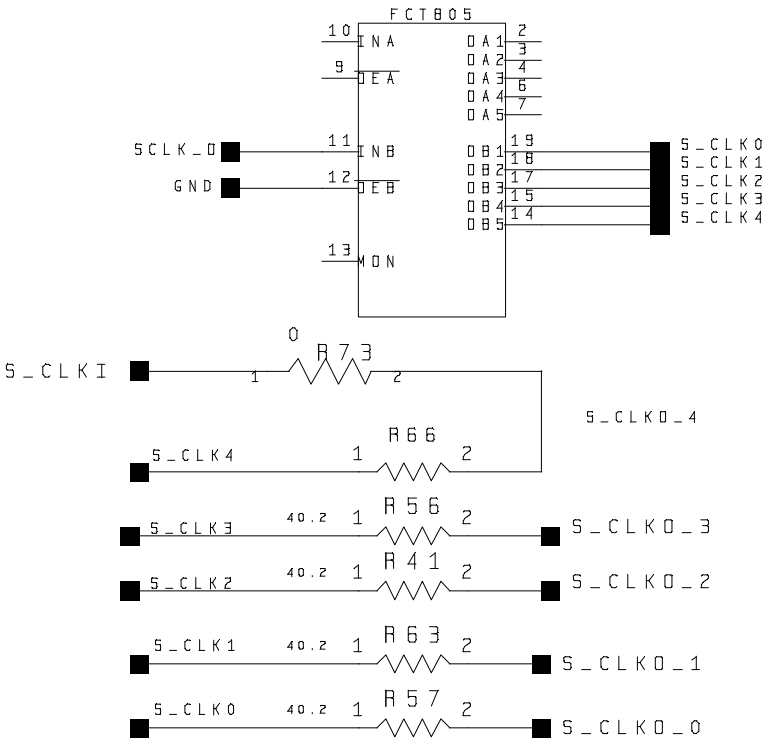 FCT805
10 INA OA1 2
OA2 3
9 OEA OA3 4
OA4 6
OA5 7
SCLK_O 11 INB OB1 19 S_CLK0
OB2 18 S_CLK1
GND 12 OEB OB3 17 S_CLK2
OB4 15 S_CLK3
OB5 14 S_CLK4
13 MON
0
R73
S_CLKI 1 2
S_CLKO_4
R66
S_CLK4 1 2
R56
S_CLK3 40.2 1 2 S_CLKO_3
R41
S_CLK2 40.2 1 2 S_CLKO_2
R63
S_CLK1 40.2 1 2 S_CLKO_1
R57
S_CLK0 40.2 1 2 S_CLKO_0